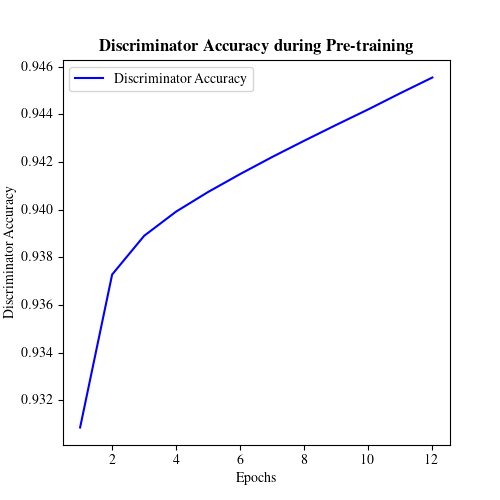 Discriminator Accuracy during Pre-training
Discriminator Accuracy
0.946
0.944
0.942
0.940
0.938
0.936
0.934
0.932
Discriminator Accuracy
2 4 6 8 10 12
Epochs